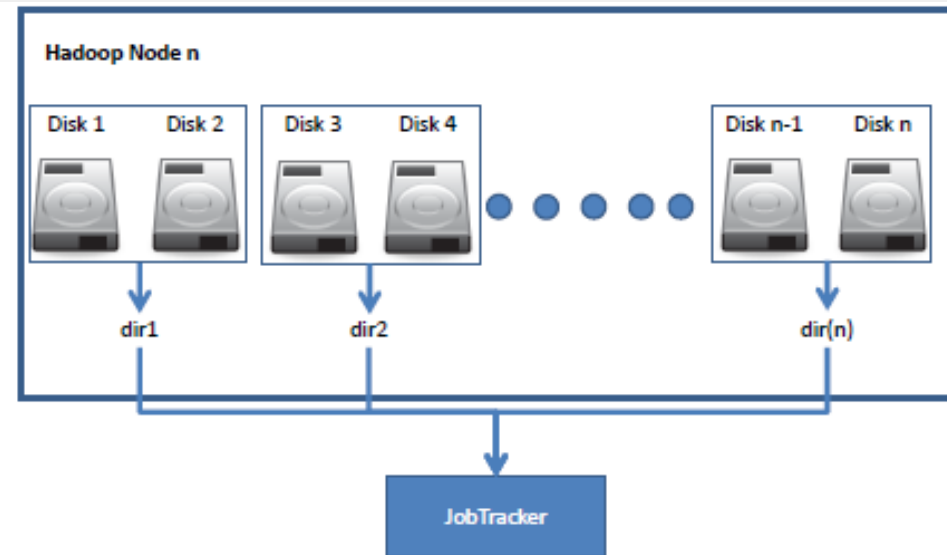 Hadoop Node n
Disk 1 Disk 2 Disk 3 Disk 4 Disk n-1 Disk n
dir1 dir2 dir(n)
JobTracker